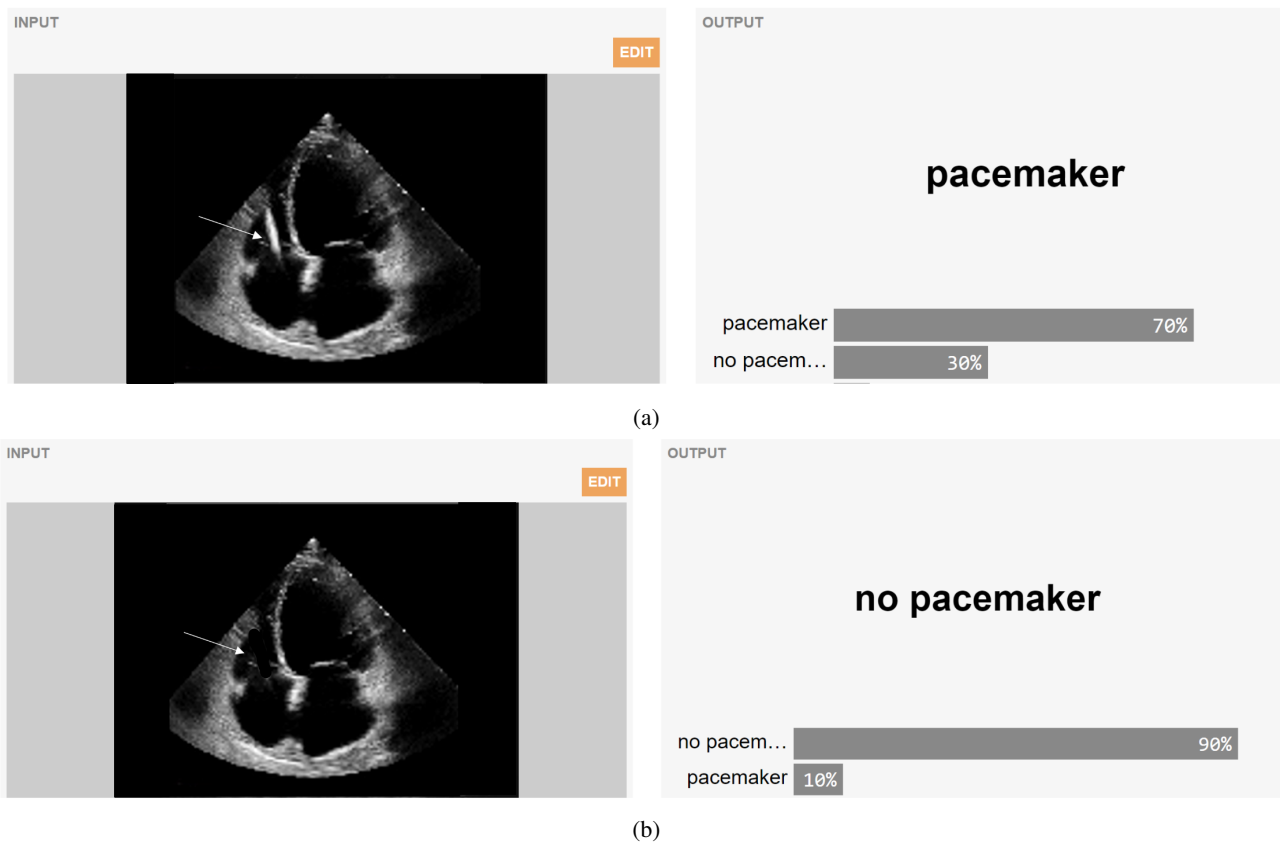 INPUT
EDIT
OUTPUT
pacemaker
pacemaker 70%
no pacem… 30%
(a)
INPUT
EDIT
OUTPUT
no pacemaker
no pacem… 90%
pacemaker 10%
(b)